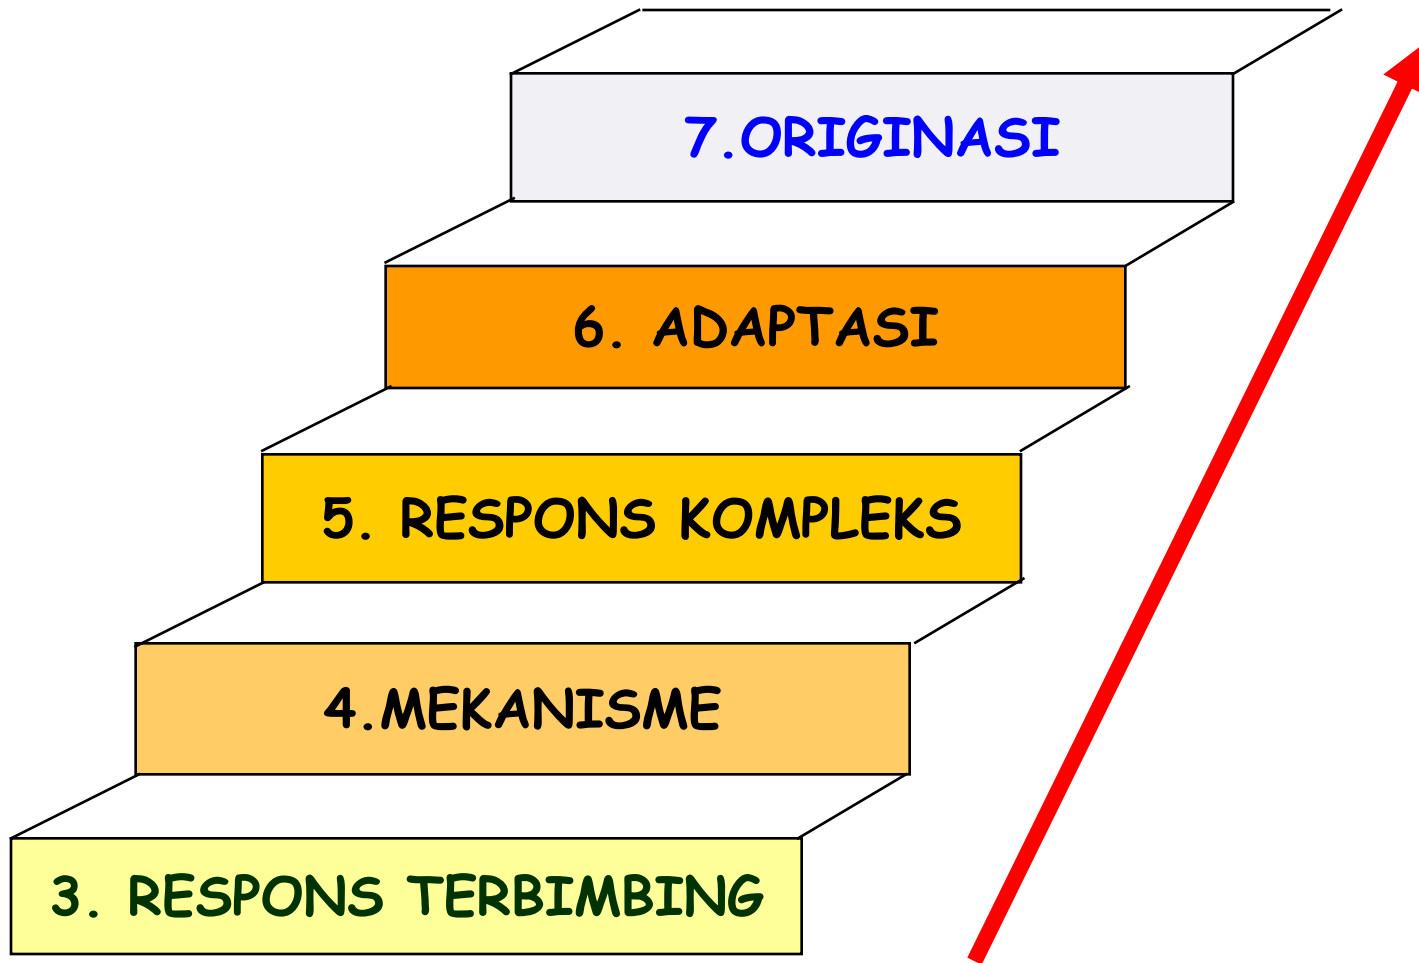 7.ORIGINASI
6. ADAPTASI
5. RESPONS KOMPLEKS
4.MEKANISME
3. RESPONS TERBIMBING